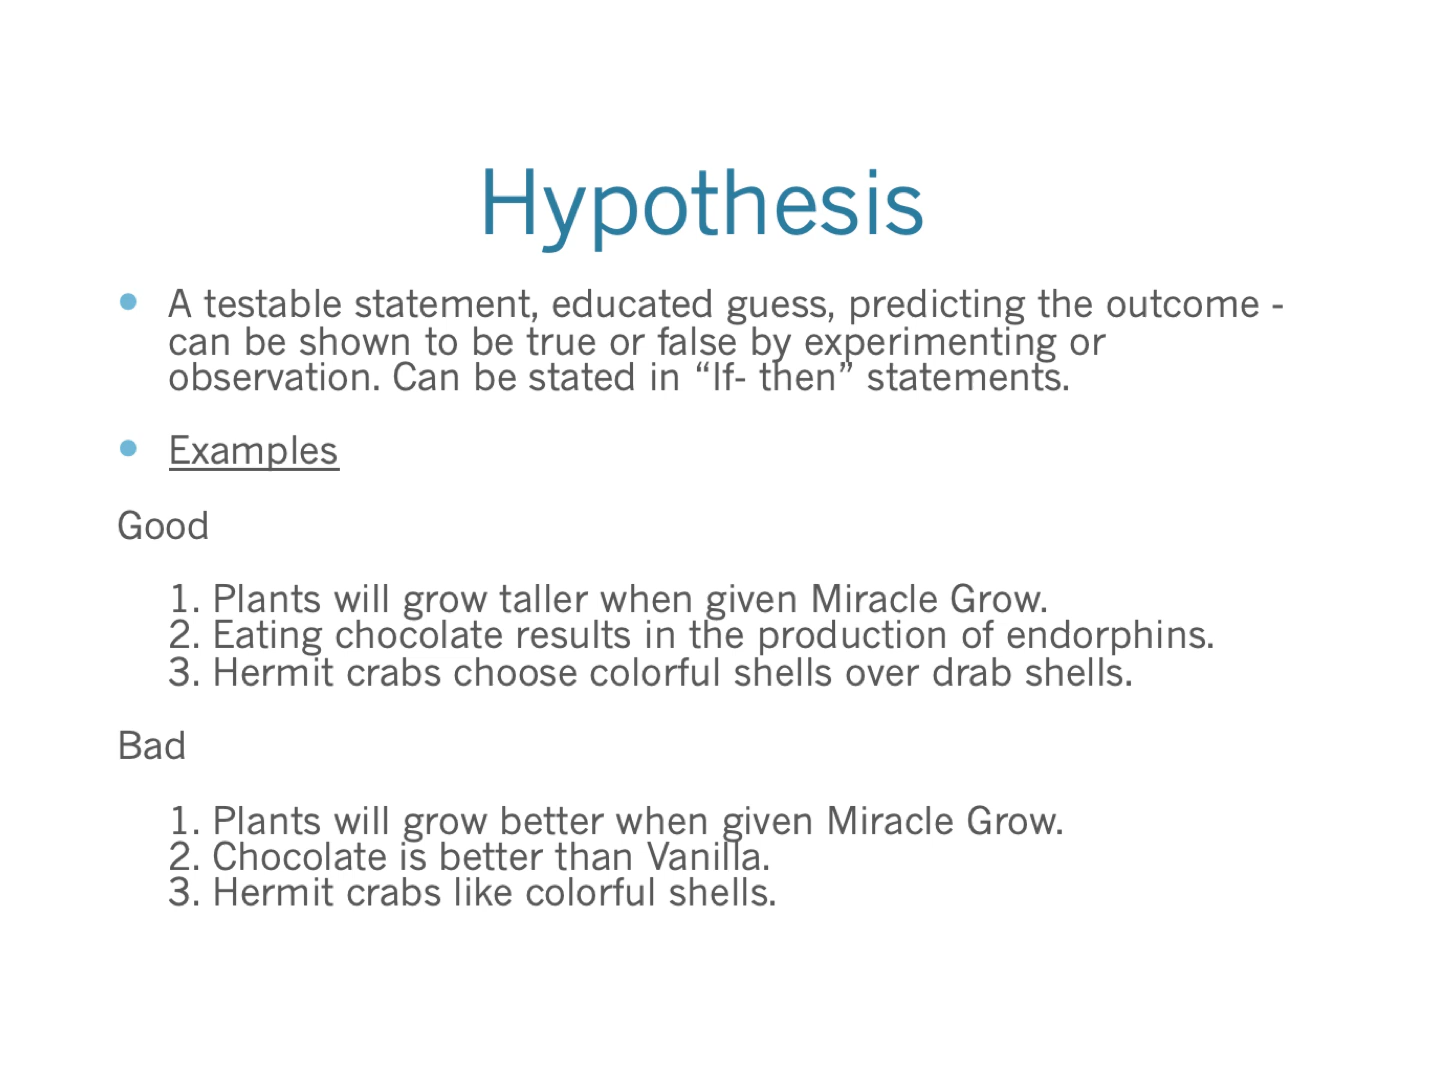 Hypothesis
• A testable statement, educated guess, predicting the outcome -
can be shown to be true or false by experimenting or
observation. Can be stated in “If- then” statements.
• Examples
Good
1. Plants will grow taller when given Miracle Grow.
2. Eating chocolate results in the production of endorphins.
3. Hermit crabs choose colorful shells over drab shells.
Bad
1. Plants will grow better when given Miracle Grow.
2. Chocolate is better than Vanilla.
3. Hermit crabs like colorful shells.